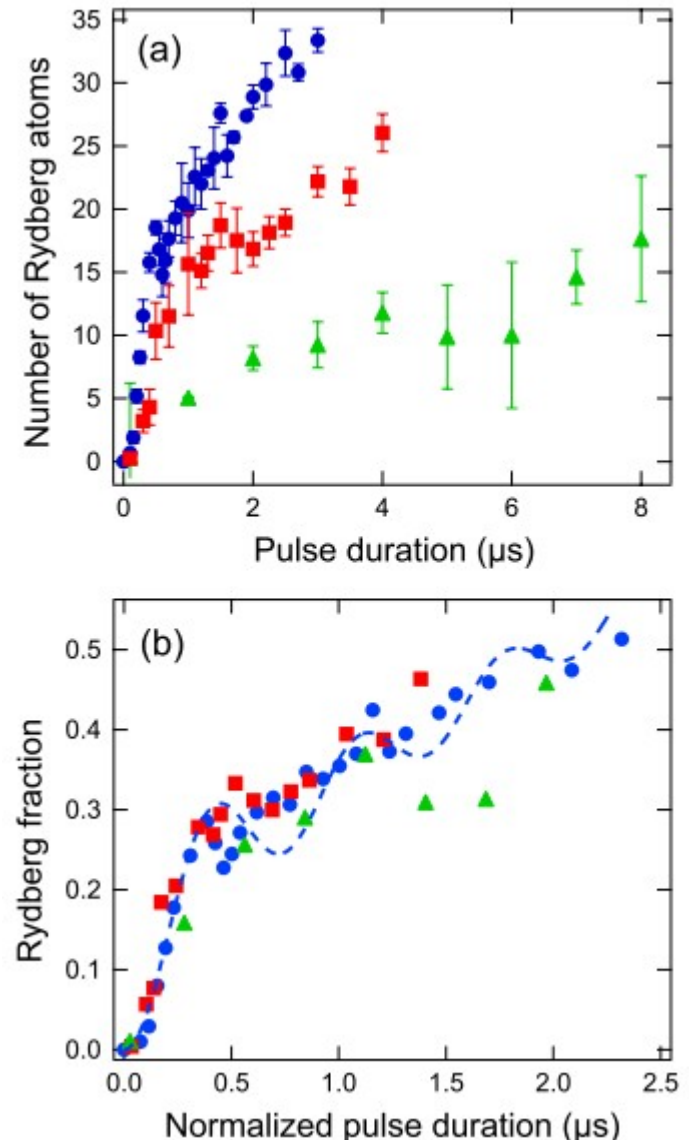 (a)
35
30
25
20
15
10
5
0
Number of Rydberg atoms
0 2 4 6 8
Pulse duration (µs)
(b)
0.5
0.4
0.3
0.2
0.1
0.0
Rydberg fraction
0.0 0.5 1.0 1.5 2.0 2.5
Normalized pulse duration (µs)